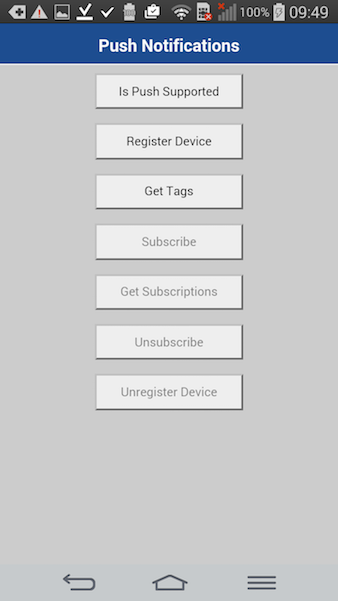 100% 09:49
Push Notifications
Is Push Supported
Register Device
Get Tags
Subscribe
Get Subscriptions
Unsubscribe
Unregister Device